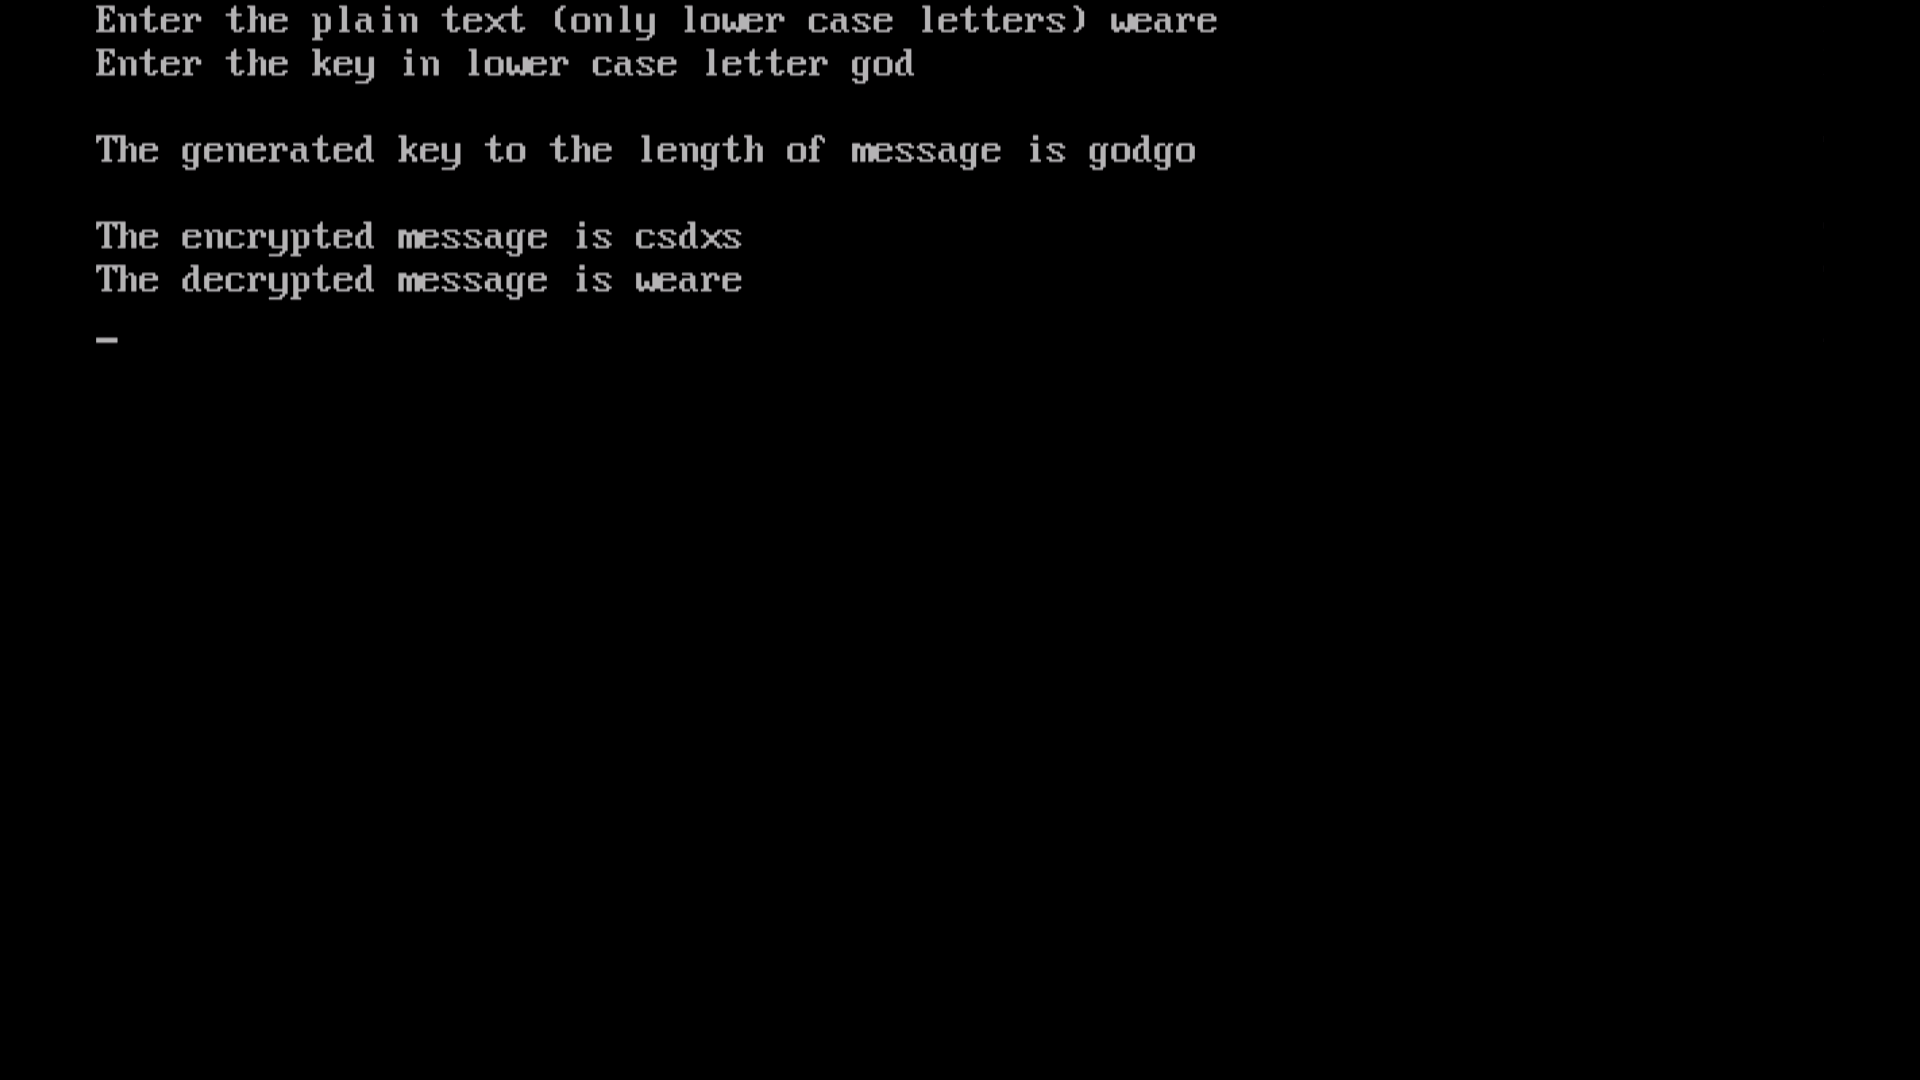 Enter the plain text (only lower case letters) weare
Enter the key in lower case letter god
The generated key to the length of message is godgo
The encrypted message is csdxs
The decrypted message is weare